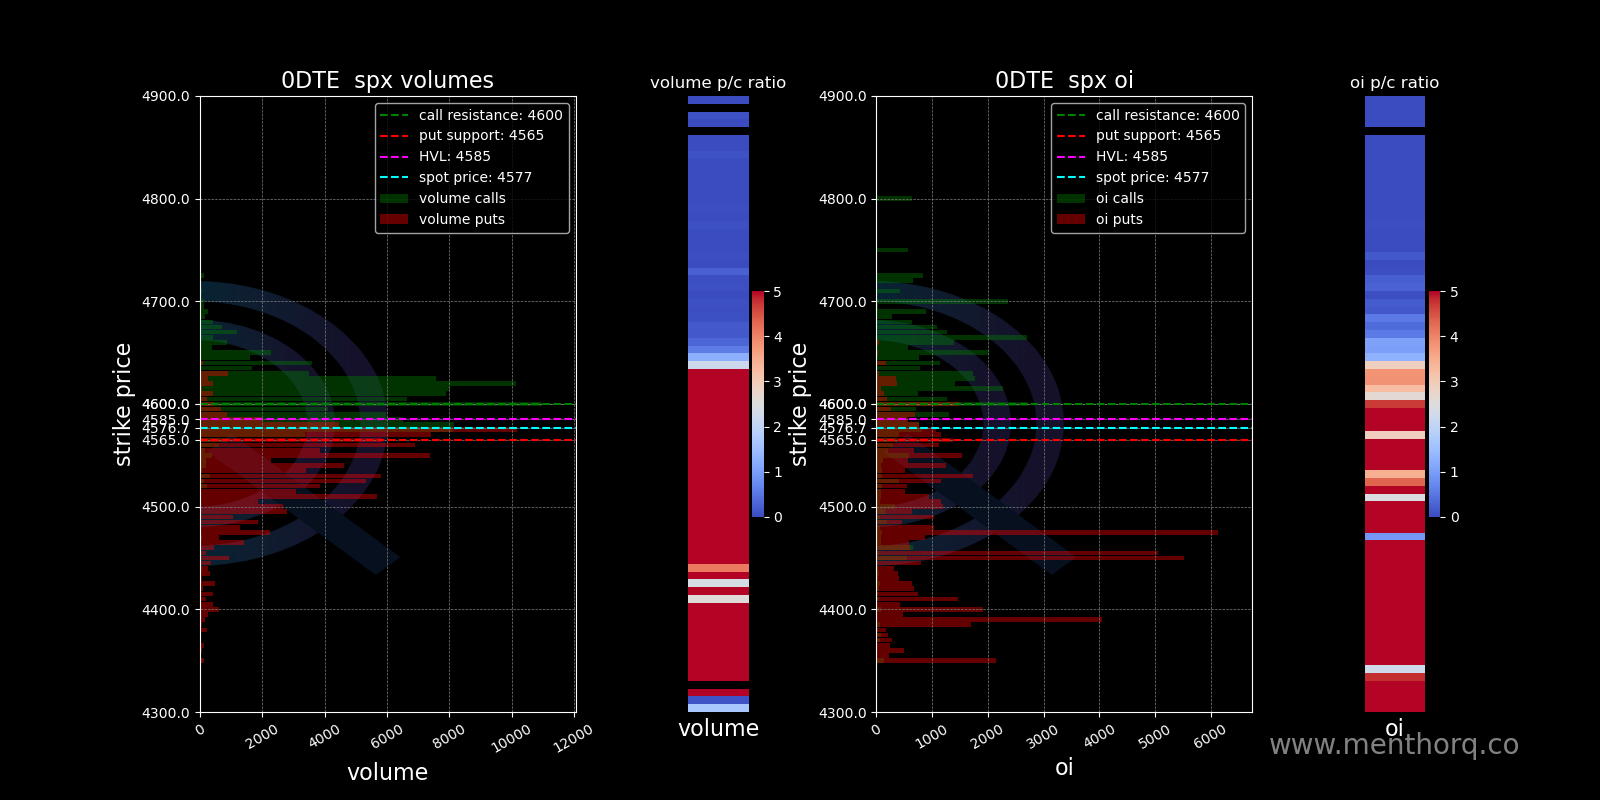 0DTE  spx volumes
volume p/c ratio
0DTE  spx oi
oi p/c ratio
4900.0
4800.0
4700.0
4600.0
4585.0
4576.7
4565.0
4500.0
4400.0
4300.0
strike price
call resistance: 4600
put support: 4565
HVL: 4585
spot price: 4577
volume calls
volume puts
0
2000
4000
6000
8000
10000
12000
volume
5
4
3
2
1
0
volume
4900.0
4800.0
4700.0
4600.0
4585.0
4576.7
4565.0
4500.0
4400.0
4300.0
strike price
call resistance: 4600
put support: 4565
HVL: 4585
spot price: 4577
oi calls
oi puts
0
1000
2000
3000
4000
5000
6000
oi
5
4
3
2
1
0
oi
www.menthorq.co